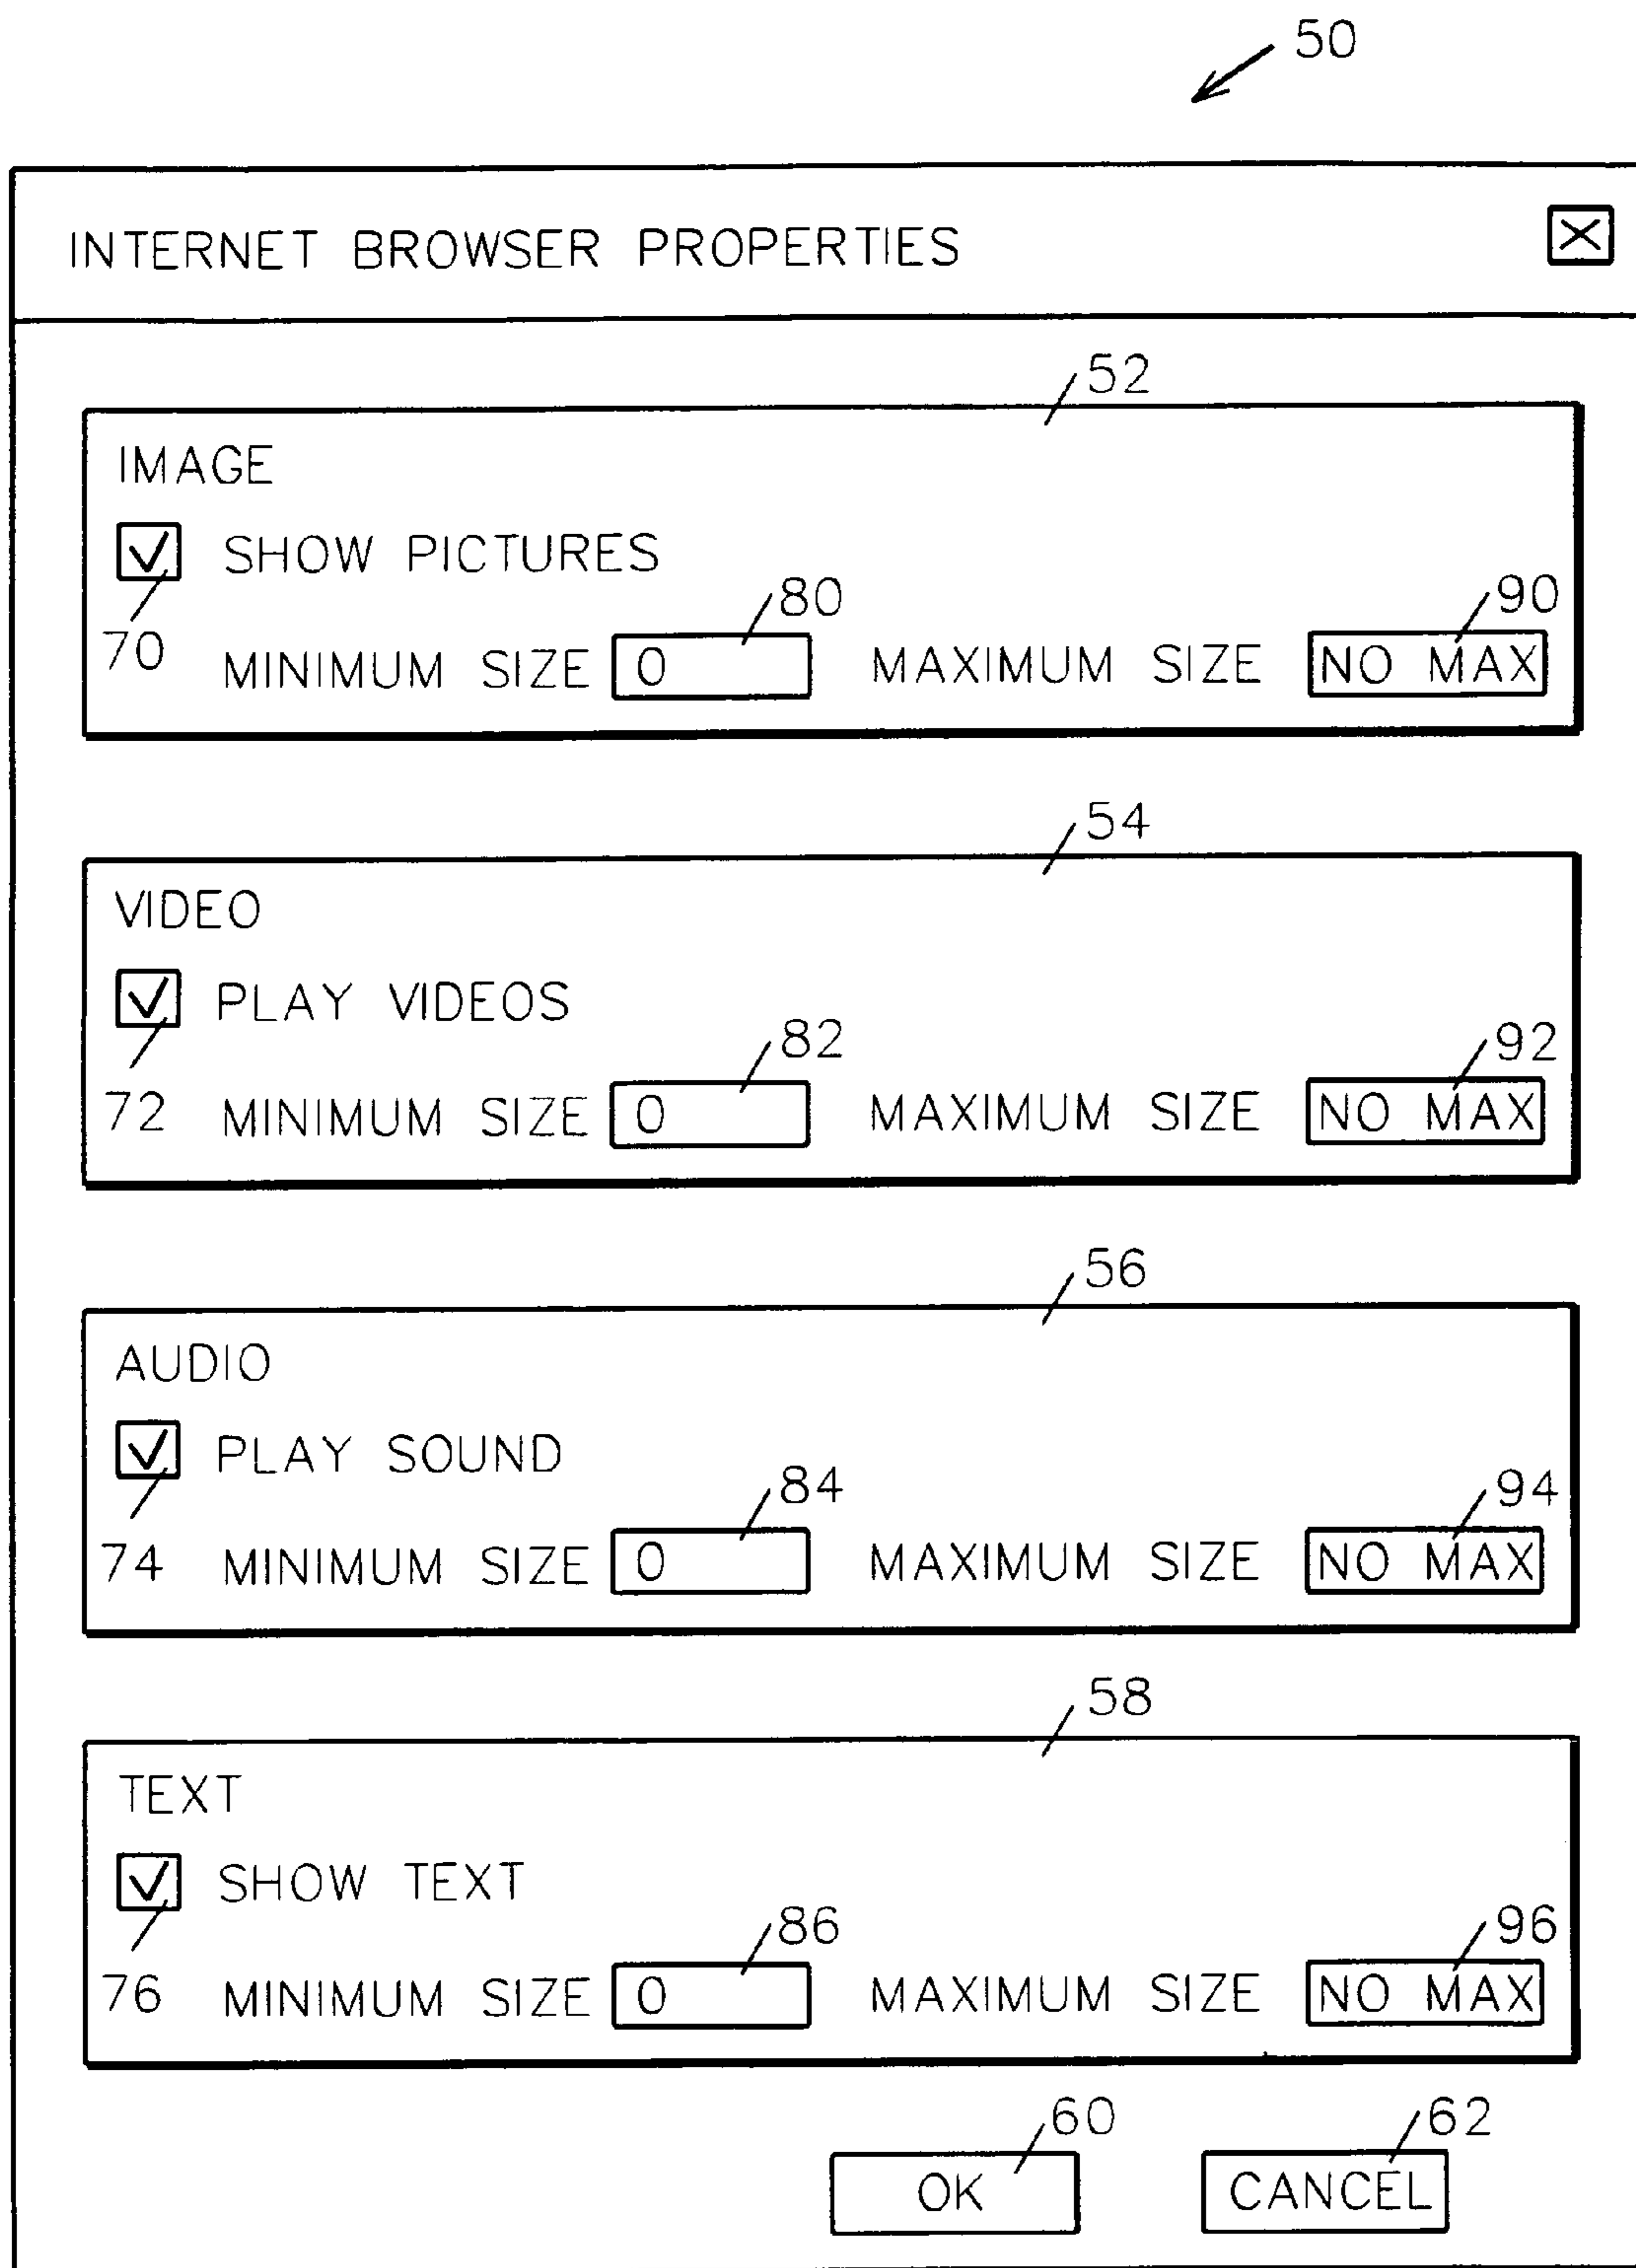 50
INTERNET BROWSER PROPERTIES
52
IMAGE
SHOW PICTURES
80
90
70
MINIMUM SIZE 0 MAXIMUM SIZE NO MAX
54
VIDEO
PLAY VIDEOS
82
92
72 MINIMUM SIZE 0 MAXIMUM SIZE NO MAX
56
AUDIO
PLAY SOUND
84
94
74 MINIMUM SIZE 0 MAXIMUM SIZE NO MAX
58
TEXT
SHOW TEXT
86
96
76 MINIMUM SIZE 0 MAXIMUM SIZE NO MAX
60
62
OK
CANCEL